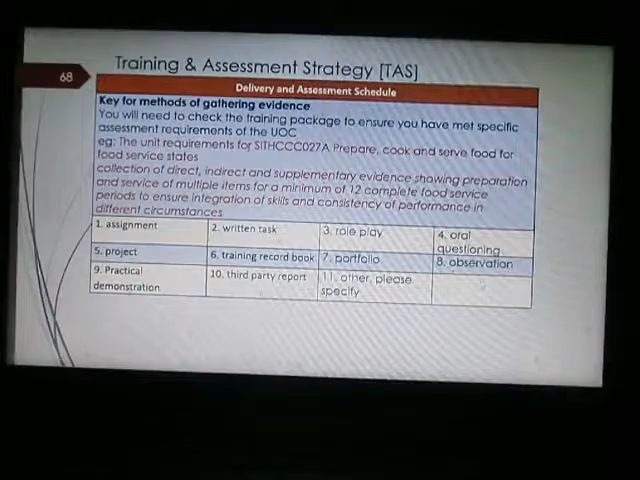 68
Training & Assessment Strategy [TAS]
Delivery and Assessment Schedule
Key for methods of gathering evidence
You will need to check the training package to ensure you have met specific
assessment requirements of the UOC
eg: The unit requirements for SITHCCC027A Prepare, cook and serve food for
food service states
collection of direct, indirect and supplementary evidence showing preparation
and service of multiple items for a minimum of 12 complete food service
periods to ensure integration of skills and consistency of performance in
different circumstances
1. assignment
2. written task
3. role play
4. oral
questioning
5. project
6. training record book
7. portfolio
8. observation
9. Practical
demonstration
10. third party report
11. other, please
specify